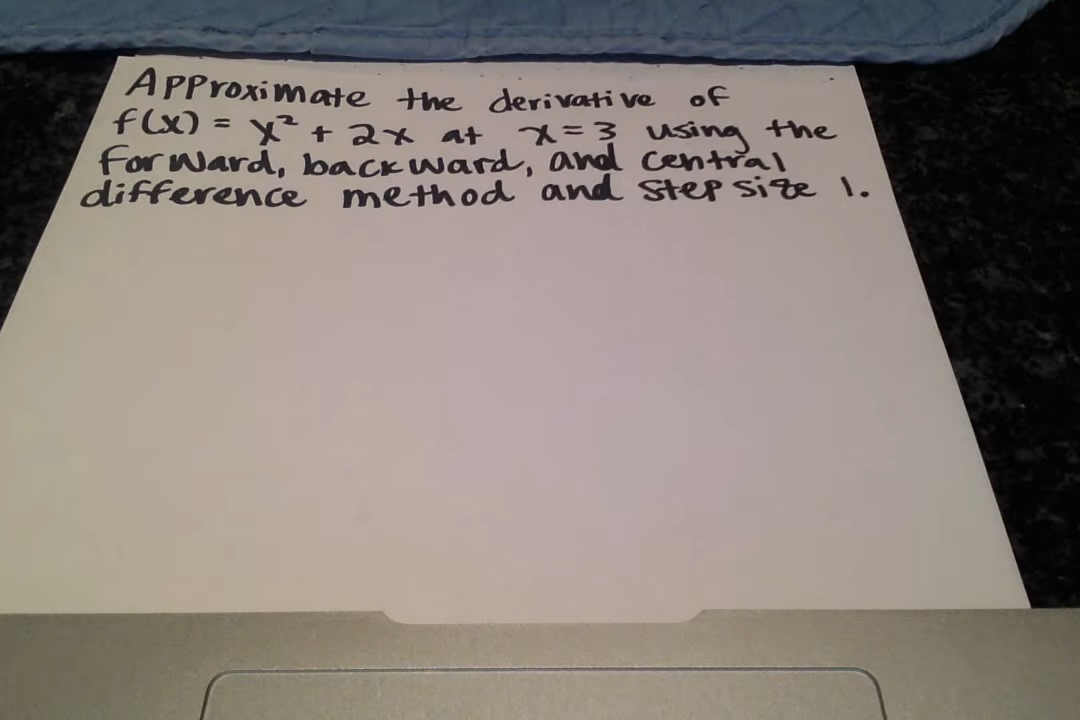 Approximate the derivative of
f(x) = x² + 2x at x=3 using the
forward, backward, and central
difference method and step size 1.